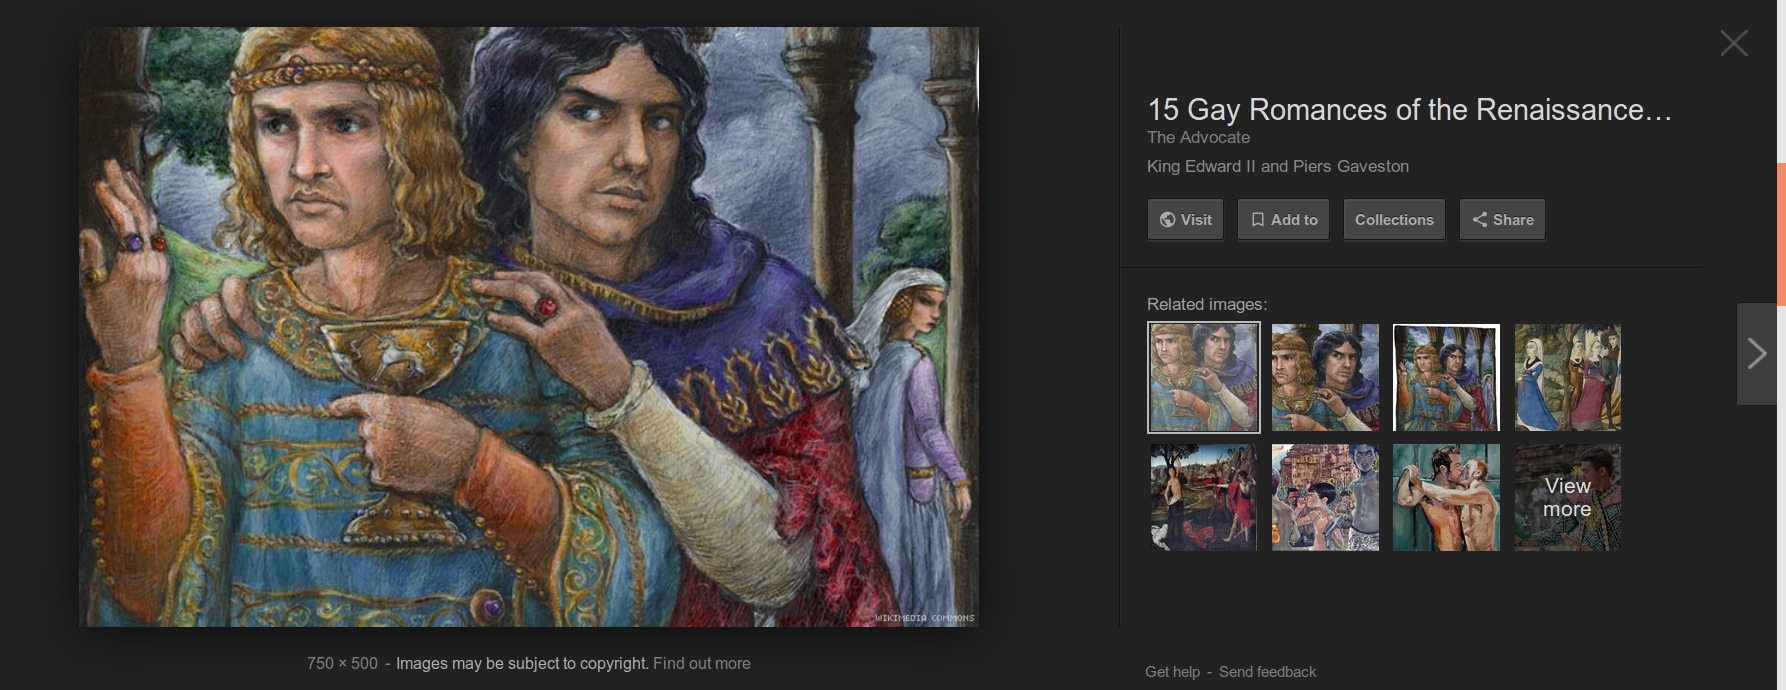 15 Gay Romances of the Renaissance…
The Advocate
King Edward II and Piers Gaveston
Visit
Add to
Collections
Share
Related images:
View
more
WIKIMEDIA COMMONS
750 × 500 - Images may be subject to copyright. Find out more
Get help - Send feedback